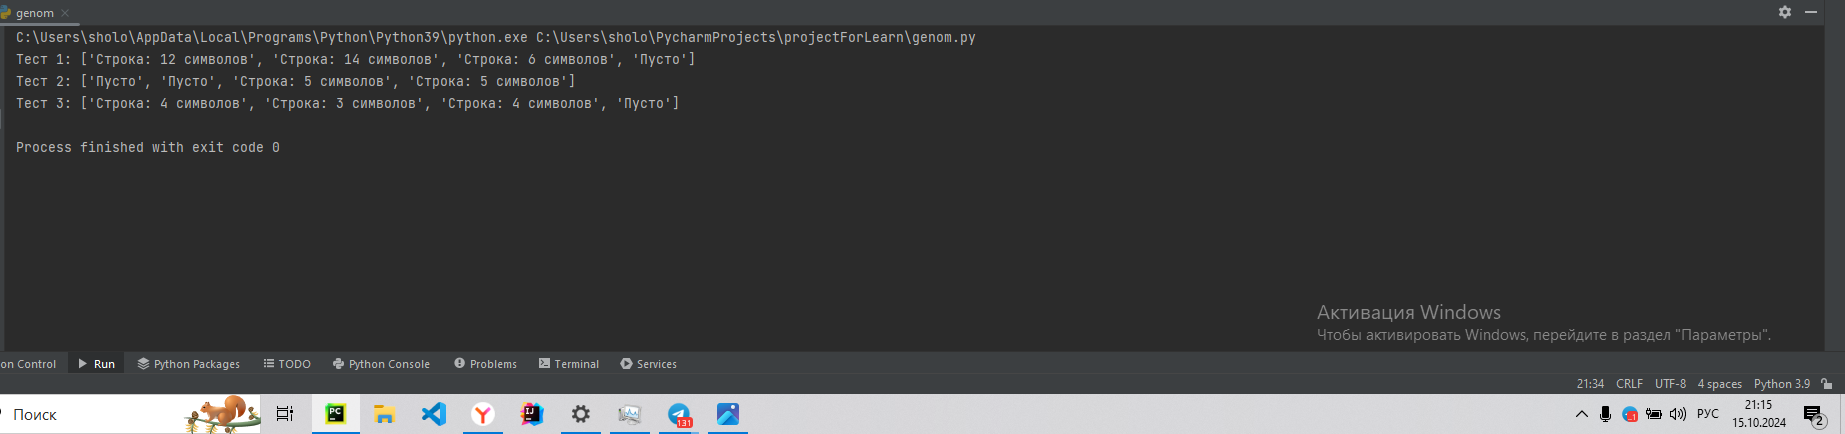 genom
C:\Users\sholo\AppData\Local\Programs\Python\Python39\python.exe C:\Users\sholo\PycharmProjects\projectForLearn\genom.py
Тест 1: ['Строка: 12 символов', 'Строка: 14 символов', 'Строка: 6 символов', 'Пусто']
Тест 2: ['Пусто', 'Пусто', 'Строка: 5 символов', 'Строка: 5 символов']
Тест 3: ['Строка: 4 символов', 'Строка: 3 символов', 'Строка: 4 символов', 'Пусто']
Process finished with exit code 0
Активация Windows
Чтобы активировать Windows, перейдите в раздел "Параметры".
on Control Run Python Packages TODO Python Console Problems Terminal Services
21:34 CRLF UTF-8 4 spaces Python 3.9
Поиск PC Y IJ 131 РУС 21:15 2
15.10.2024